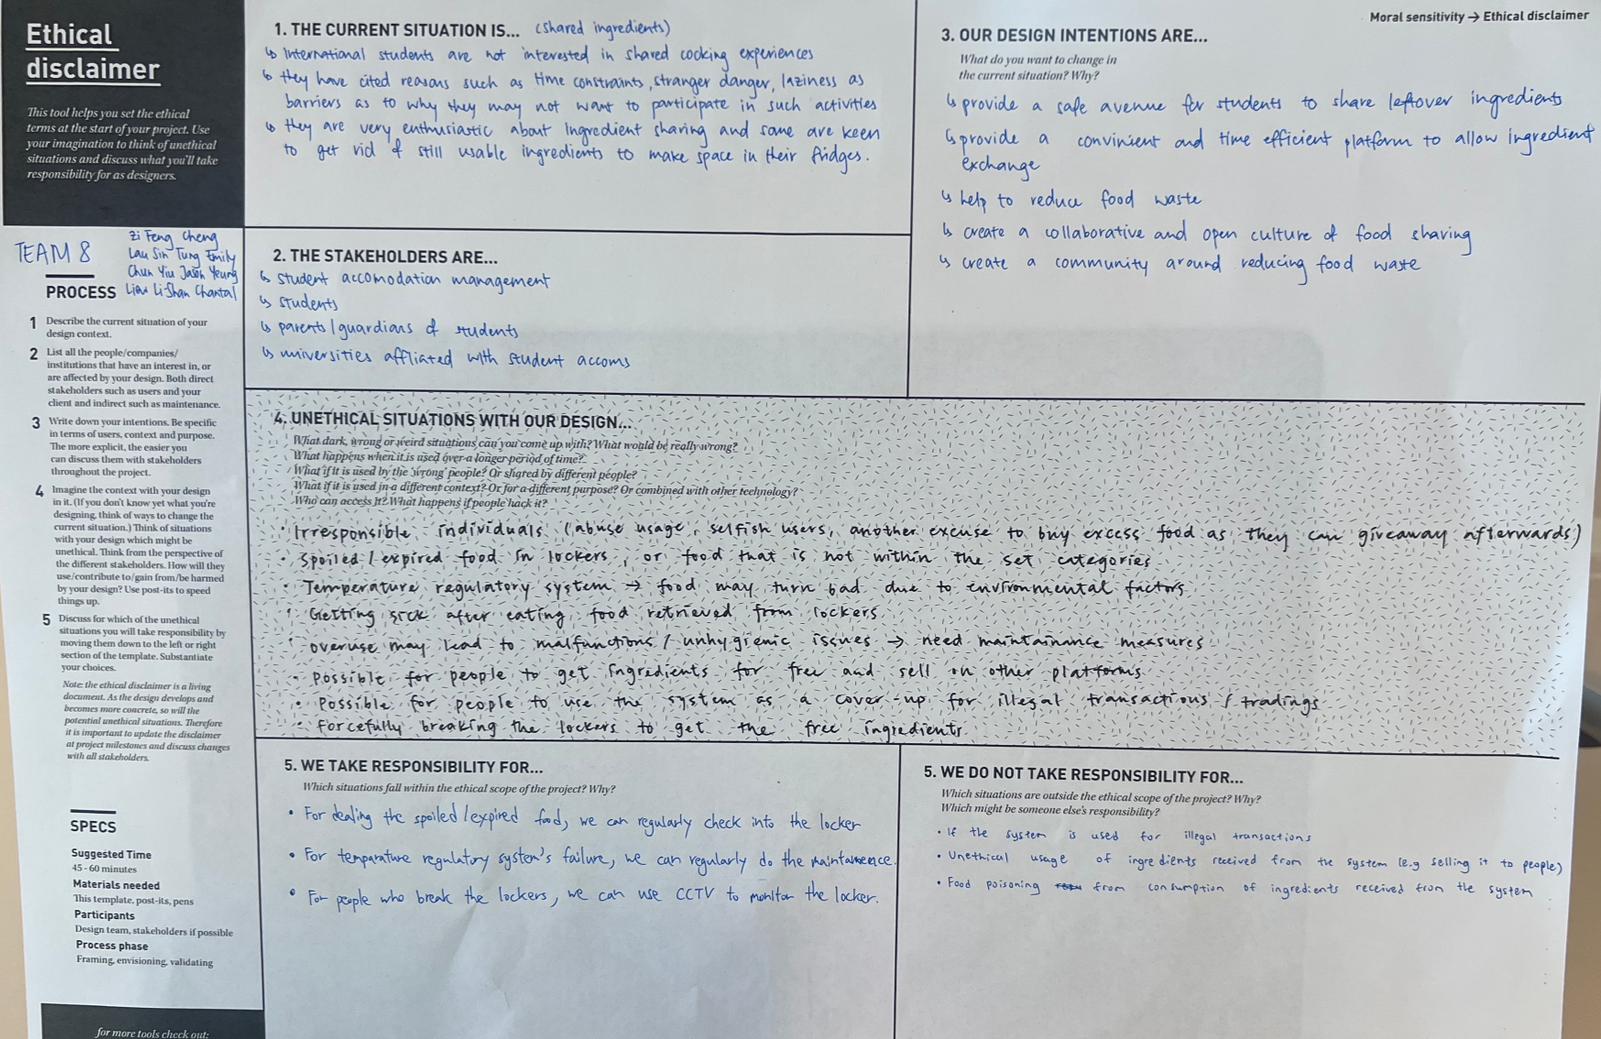 Moral sensitivity → Ethical disclaimer
Ethical
disclaimer
This tool helps you set the ethical
terms at the start of your project. Use
your imagination to think of unethical
situations and discuss what you'll take
responsibility for as designers.
TEAM 8
Zi Feng Cheng
Lau Sin Tung Emily
Chun Yiu Jason Yeung
Liew Li-Shan Chantal
PROCESS
1 Describe the current situation of your
design context.
2 List all the people/companies/
institutions that have an interest in, or
are affected by your design. Both direct
stakeholders such as users and your
client and indirect such as maintenance.
3 Write down your intentions. Be specific
in terms of users, context and purpose.
The more explicit, the easier you
can discuss them with stakeholders
throughout the project.
4 Imagine the context with your design
in it. (If you don't know yet what you're
designing, think of ways to change the
current situation.) Think of situations
with your design which might be
unethical. Think from the perspective of
the different stakeholders. How will they
use/contribute to/gain from/be harmed
by your design? Use post-its to speed
things up.
5 Discuss for which of the unethical
situations you will take responsibility by
moving them down to the left or right
section of the template. Substantiate
your choices.
Note: the ethical disclaimer is a living
document. As the design develops and
becomes more concrete, so will the
potential unethical situations. Therefore
it is important to update the disclaimer
at project milestones and discuss changes
with all stakeholders.
SPECS
Suggested Time
45-60 minutes
Materials needed
This template, post-its, pens
Participants
Design team, stakeholders if possible
Process phase
Framing, envisioning, validating
for more tools check out:
1. THE CURRENT SITUATION IS... (shared ingredients)
↳ International students are not interested in shared cooking experiences
↳ they have cited reasons such as time constraints, stranger danger, laziness as
barriers as to why they may not want to participate in such activities
↳ they are very enthusiastic about Ingredient sharing and some are keen
to get rid of still usable ingredients to make space in their fridges.
2. THE STAKEHOLDERS ARE...
↳ student accomodation management
↳ students
↳ parents/guardians of students
↳ universities affliated with student accoms
3. OUR DESIGN INTENTIONS ARE...
What do you want to change in
the current situation? Why?
↳ provide a safe avenue for students to share leftover ingredients
↳ provide a convinient and time efficient platform to allow ingredient
exchange
↳ help to reduce food waste
↳ create a collaborative and open culture of food sharing
↳ create a community around reducing food waste
4. UNETHICAL SITUATIONS WITH OUR DESIGN...
What dark, wrong or weird situations can you come up with? What would be really wrong?
What happens when it is used over a longer period of time?
What if it is used by the 'wrong' people? Or shared by different people?
What if it is used in a different context? Or for a different purpose? Or combined with other technology?
Who can access it? What happens if people hack it?
• Irresponsible individuals (abuse usage, selfish users, another excuse to buy excess food as they can giveaway afterwards)
• Spoiled / expired food in lockers, or food that is not within the set categories
• Temperature regulatory system → food may turn bad due to environmental factors
• Getting sick after eating food retrieved from lockers
• overuse may lead to malfunctions / unhygienic issues → need maintainance measures
• Possible for people to get ingredients for free and sell on other platforms
• Possible for people to use the system as a cover-up for illegal transactions / tradings
• Forcefully breaking the lockers to get the free ingredients
5. WE TAKE RESPONSIBILITY FOR...
Which situations fall within the ethical scope of the project? Why?
• For dealing the spoiled/expired food, we can regularly check into the locker
• For temparature regulatory system's failure, we can regularly do the maintainence.
• For people who break the lockers, we can use CCTV to monitor the locker.
5. WE DO NOT TAKE RESPONSIBILITY FOR...
Which situations are outside the ethical scope of the project? Why?
Which might be someone else's responsibility?
• If the system is used for illegal transactions
• Unethical usage of ingredients received from the system (e.g selling it to people)
• Food poisoning from consumption of ingredients received from the system